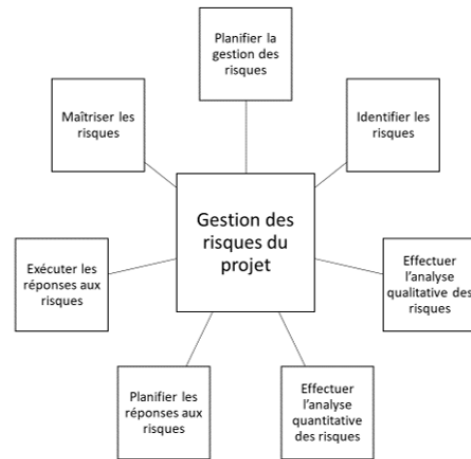 Planifier la
gestion des
risques
Identifier les
risques
Effectuer
l'analyse
qualitative des
risques
Effectuer
l'analyse
quantitative
des risques
Planifier les
réponses aux
risques
Exécuter les
réponses aux
risques
Maîtriser les
risques
Gestion des
risques du
projet